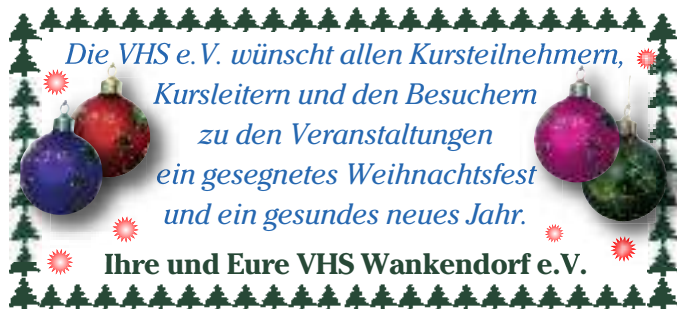 Die VHS e.V. wünscht allen Kursteilnehmern,
Kursleitern und den Besuchern
zu den Veranstaltungen
ein gesegnetes Weihnachtsfest
und ein gesundes neues Jahr.
Ihre und Eure VHS Wankendorf e.V.